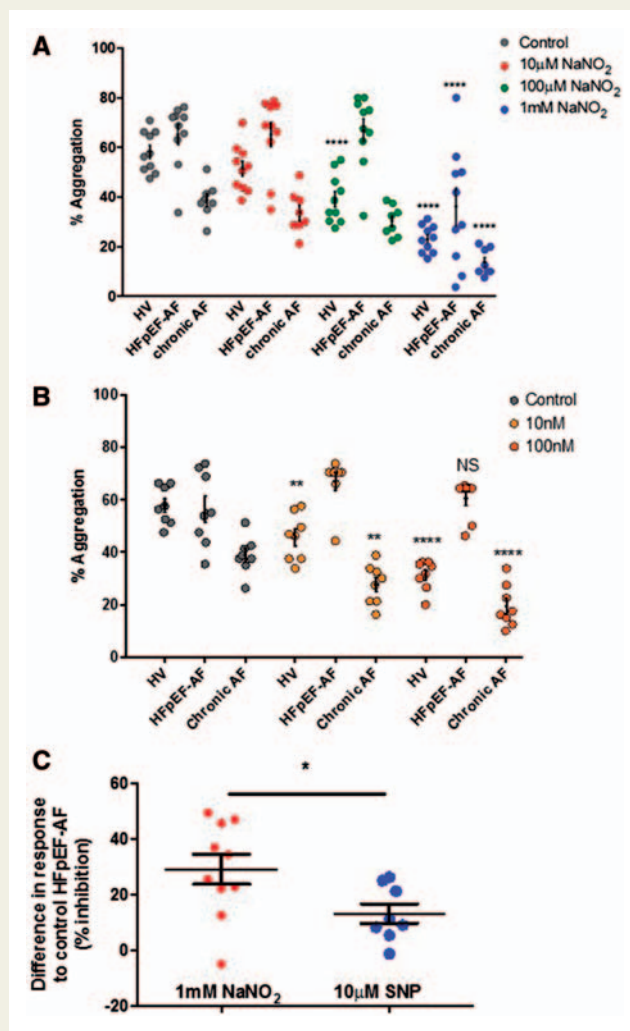 A
Control
10µM NaNO₂
100µM NaNO₂
1mM NaNO₂
% Aggregation
100
80
60
40
20
0
****
****
****
****
HV
HFpEF-AF
chronic AF
HV
HFpEF-AF
chronic AF
HV
HFpEF-AF
chronic AF
HV
HFpEF-AF
chronic AF
B
Control
10nM
100nM
% Aggregation
100
80
60
40
20
0
**
**
****
NS
****
HV
HFpEF-AF
Chronic AF
HV
HFpEF-AF
Chronic AF
HV
HFpEF-AF
Chronic AF
C
Difference in response
to control HFpEF-AF
(% inhibition)
60
40
20
0
-20
*
1mM NaNO₂
10µM SNP